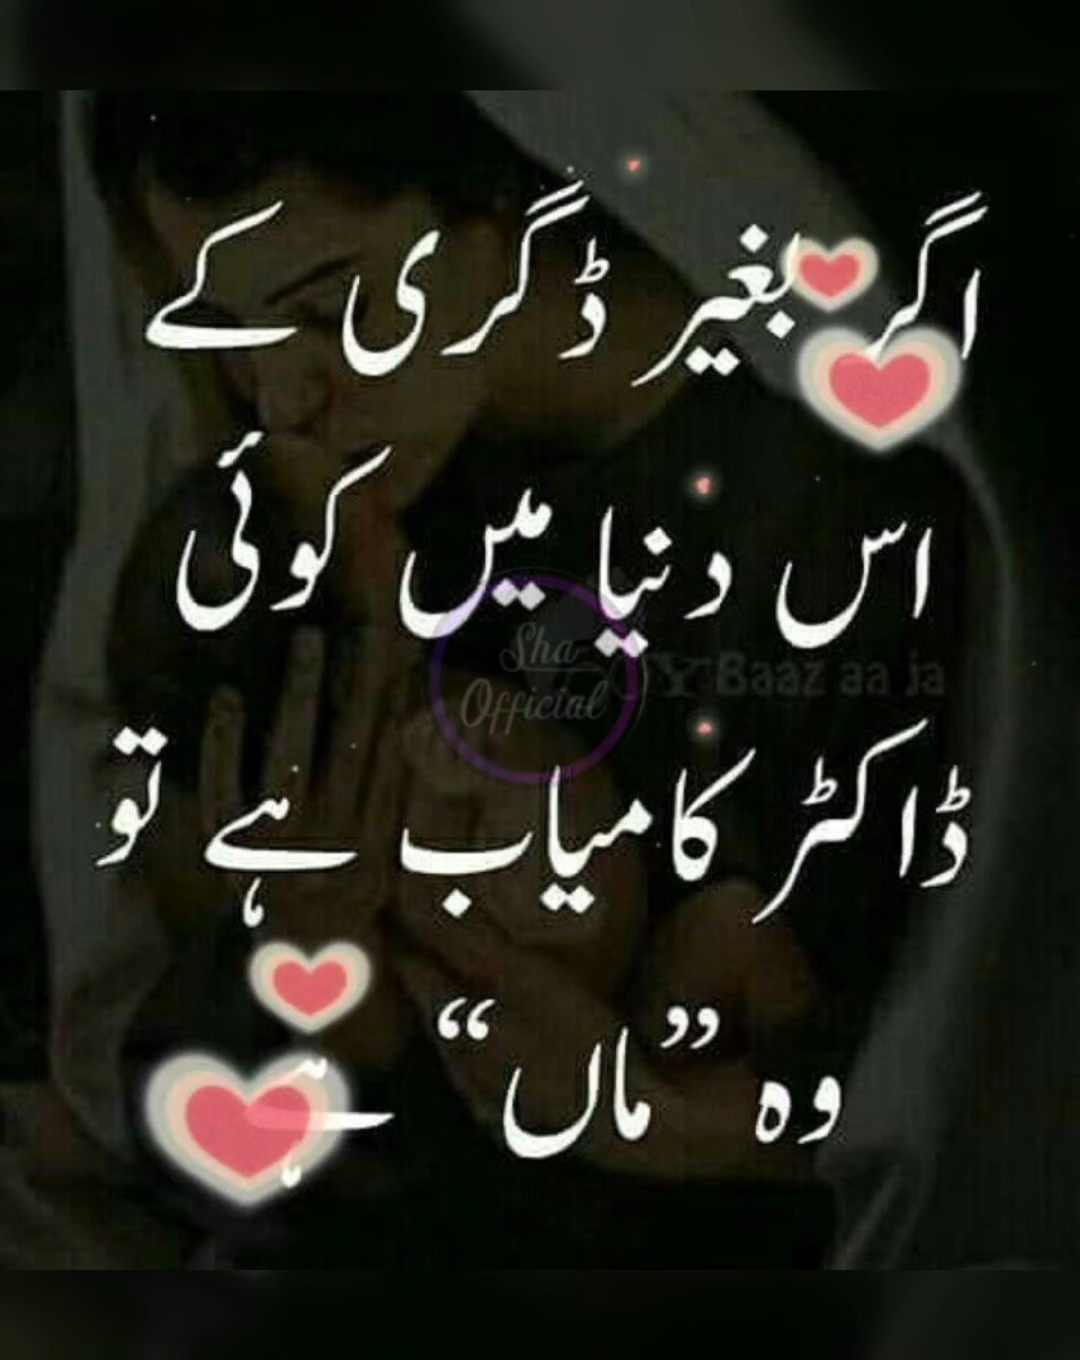 اگر بغیر ڈگری کے
اس دنیا میں کوئی
ڈاکٹر کامیاب ہے تو
وہ ”ماں“ ہے
Sha
Official
Y Baaz aa ja